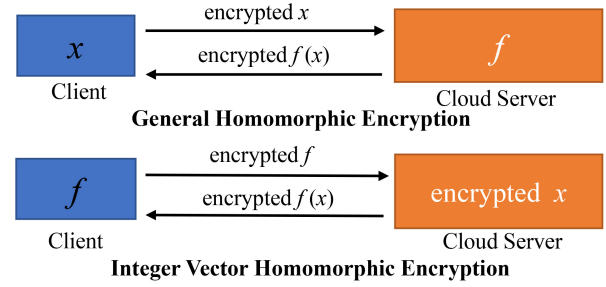 encrypted x
x
f
encrypted f (x)
Client
Cloud Server
General Homomorphic Encryption
encrypted f
f
encrypted x
encrypted f (x)
Client
Cloud Server
Integer Vector Homomorphic Encryption